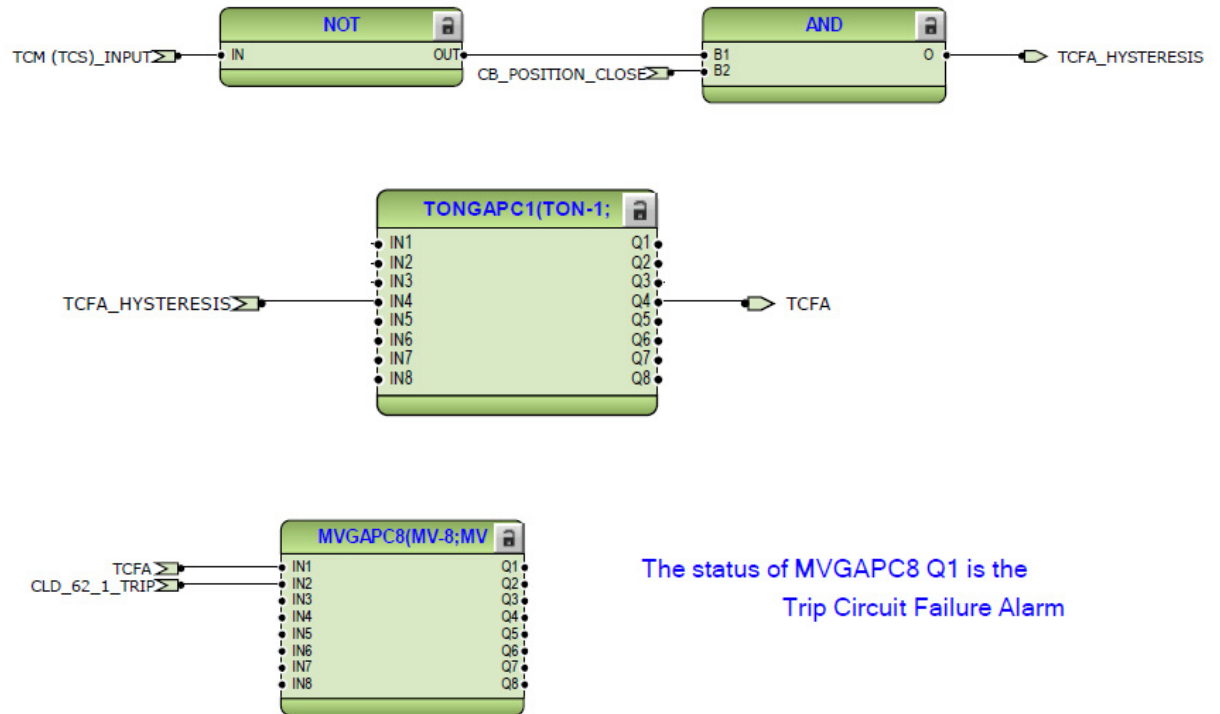 NOT
AND
TCM (TCS)_INPUT
IN
OUT
CB_POSITION_CLOSE
B1
B2
O
TCFA_HYSTERESIS
TONGAPC1(TON-1;
IN1
Q1
IN2
Q2
IN3
Q3
TCFA_HYSTERESIS
IN4
Q4
TCFA
IN5
Q5
IN6
Q6
IN7
Q7
IN8
Q8
MVGAPC8(MV-8;MV
TCFA
IN1
Q1
CLD_62_1_TRIP
IN2
Q2
IN3
Q3
IN4
Q4
IN5
Q5
IN6
Q6
IN7
Q7
IN8
Q8
The status of MVGAPC8 Q1 is the
Trip Circuit Failure Alarm